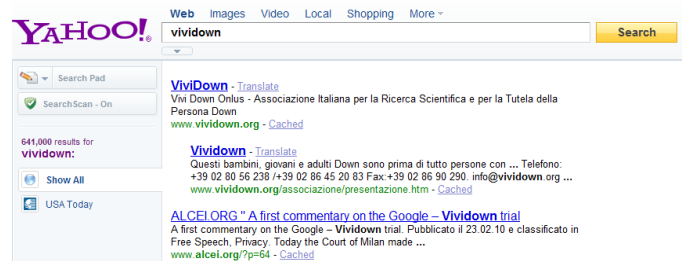 Web Images Video Local Shopping More
YAHOO!
vividown Search
Search Pad
SearchScan - On
641,000 results for
vividown:
Show All
USA Today
ViviDown - Translate
Vivi Down Onlus - Associazione Italiana per la Ricerca Scientifica e per la Tutela della
Persona Down
www.vividown.org - Cached
Vividown - Translate
Questi bambini, giovani e adulti Down sono prima di tutto persone con ... Telefono:
+39 02 80 56 238 /+39 02 86 45 20 83 Fax:+39 02 86 90 290. info@vividown.org ...
www.vividown.org/associazione/presentazione.htm - Cached
ALCEI.ORG " A first commentary on the Google – Vividown trial
A first commentary on the Google – Vividown trial. Pubblicato il 23.02.10 e classificato in
Free Speech, Privacy. Today the Court of Milan made ...
www.alcei.org/?p=64 - Cached